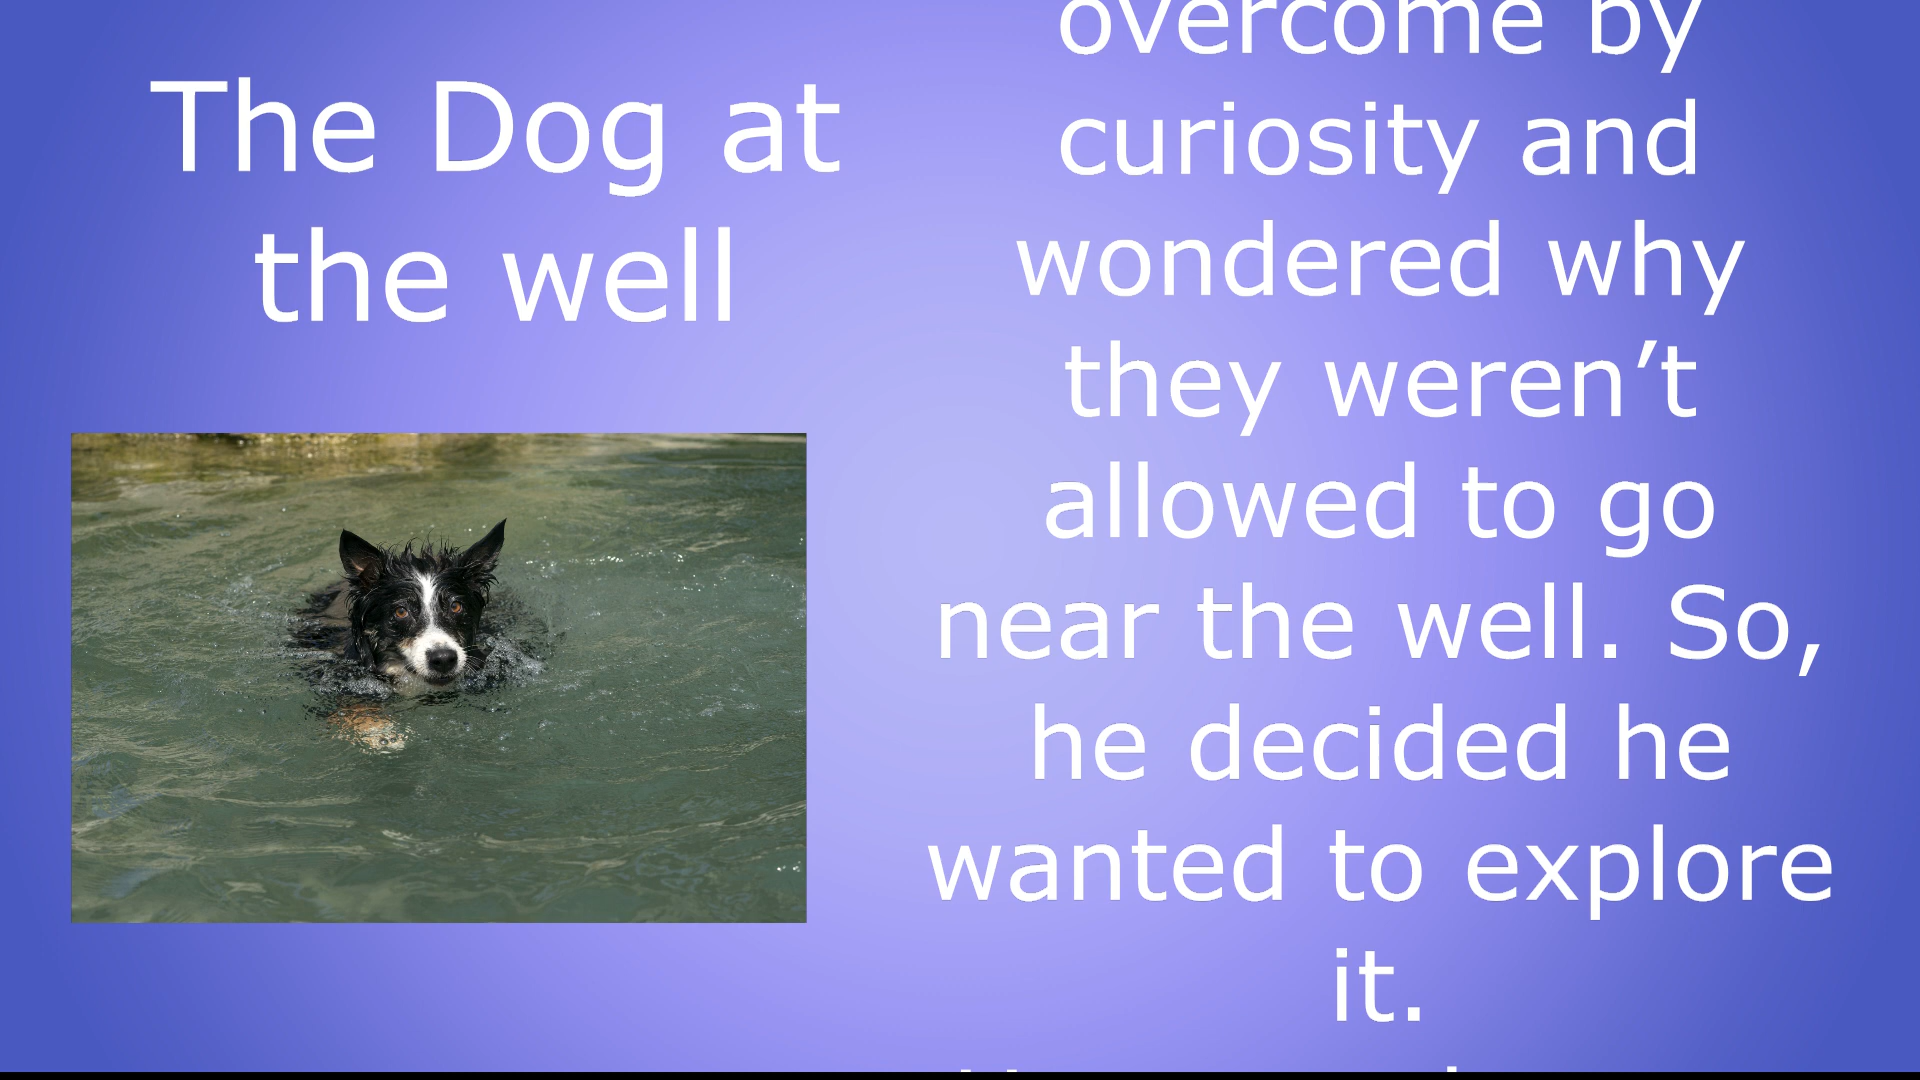 The Dog at
the well
overcome by
curiosity and
wondered why
they weren’t
allowed to go
near the well. So,
he decided he
wanted to explore
it.